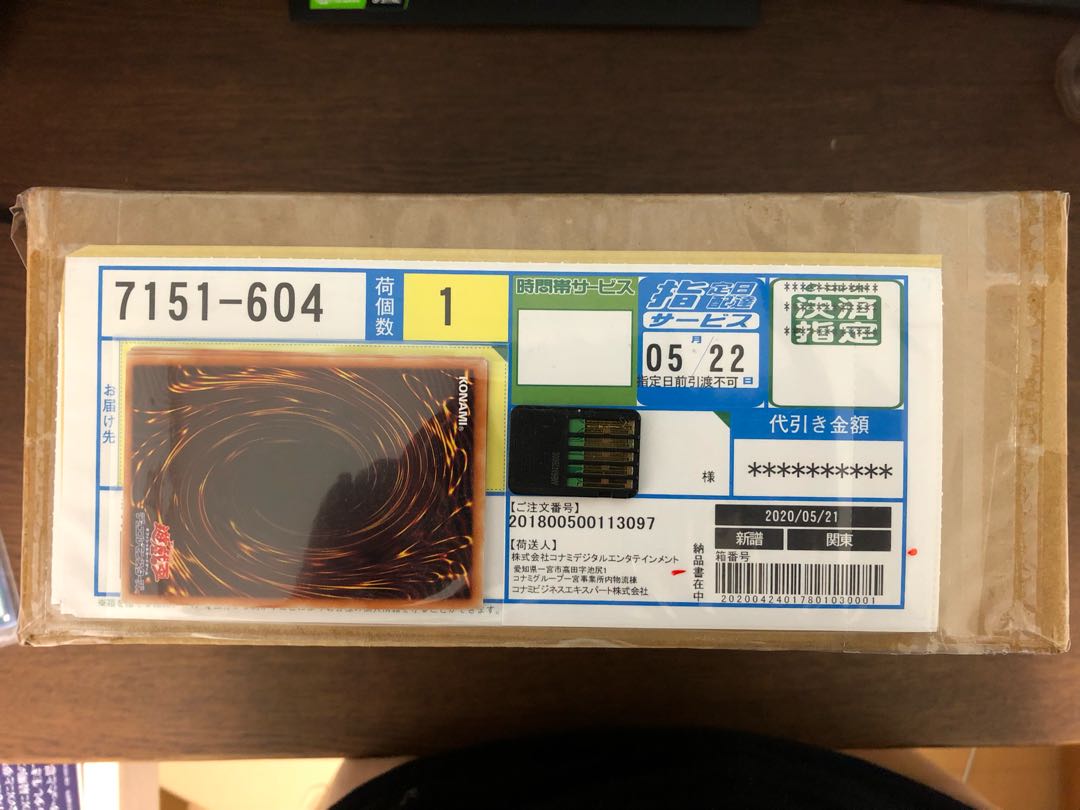 7151-604
荷個数
1
時間帯サービス
指定日配達
サービス
月
05/22
指定日前引渡不可 日
決済
指定
お届け先
KONAMI
遊戯王
様
代引き金額
**********
【ご注文番号】
201800500113097
【荷送人】
株式会社コナミデジタルエンタテインメント
愛知県一宮市高田字池尻1
コナミグループ一宮事業所内物流棟
コナミビジネスエキスパート株式会社
納品書在中
2020/05/21
新譜
関東
箱番号
20200424017801030001